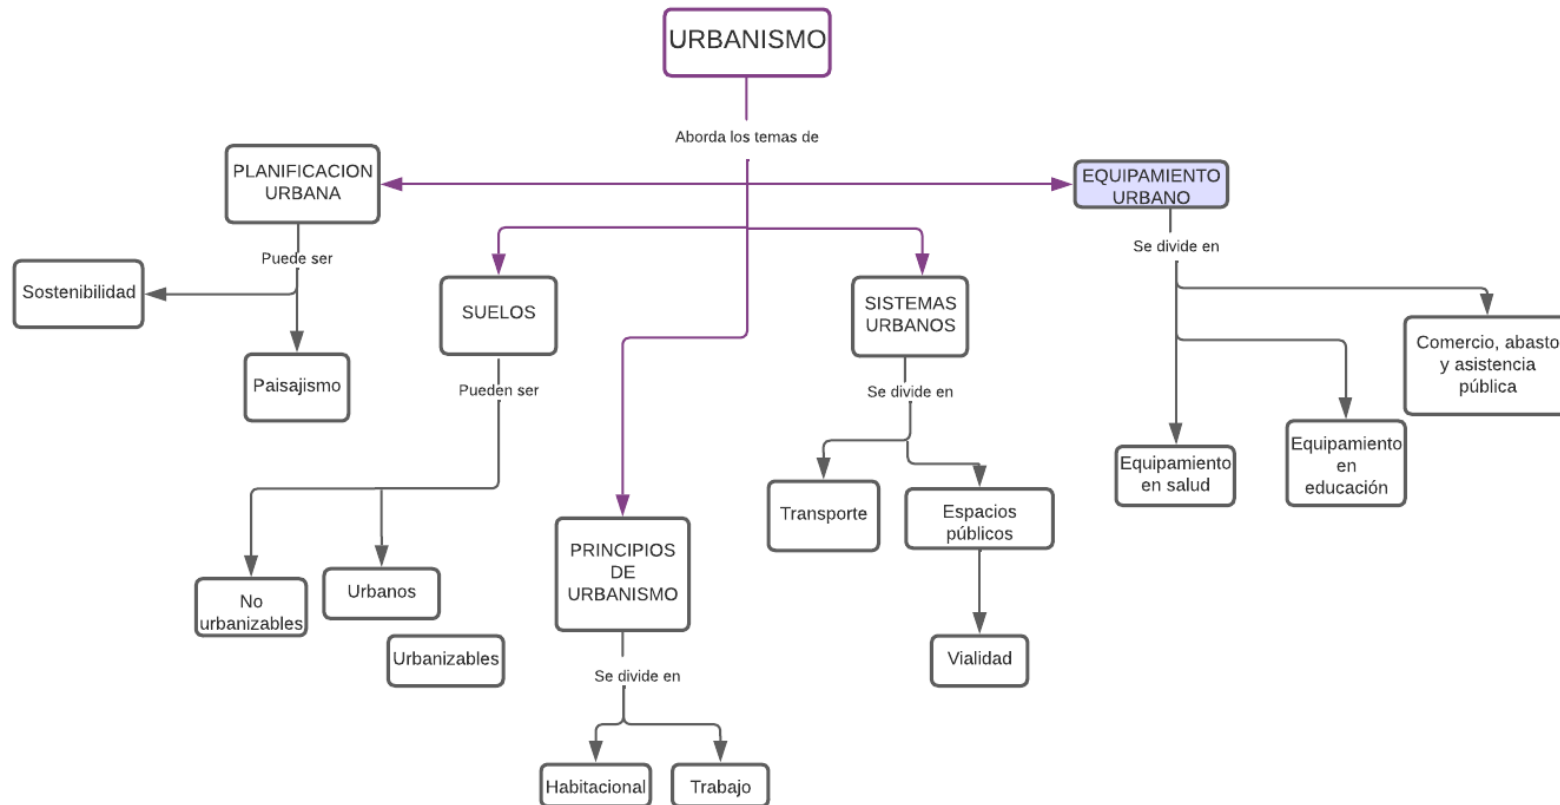 URBANISMO
Aborda los temas de
PLANIFICACION
URBANA
EQUIPAMIENTO
URBANO
Puede ser
Se divide en
Sostenibilidad
SUELOS
SISTEMAS
URBANOS
Comercio, abasto
y asistencia
pública
Paisajismo
Pueden ser
Se divide en
Equipamiento
en salud
Equipamiento
en
educación
Transporte
Espacios
públicos
PRINCIPIOS
DE
URBANISMO
No
urbanizables
Urbanos
Urbanizables
Vialidad
Se divide en
Habitacional
Trabajo